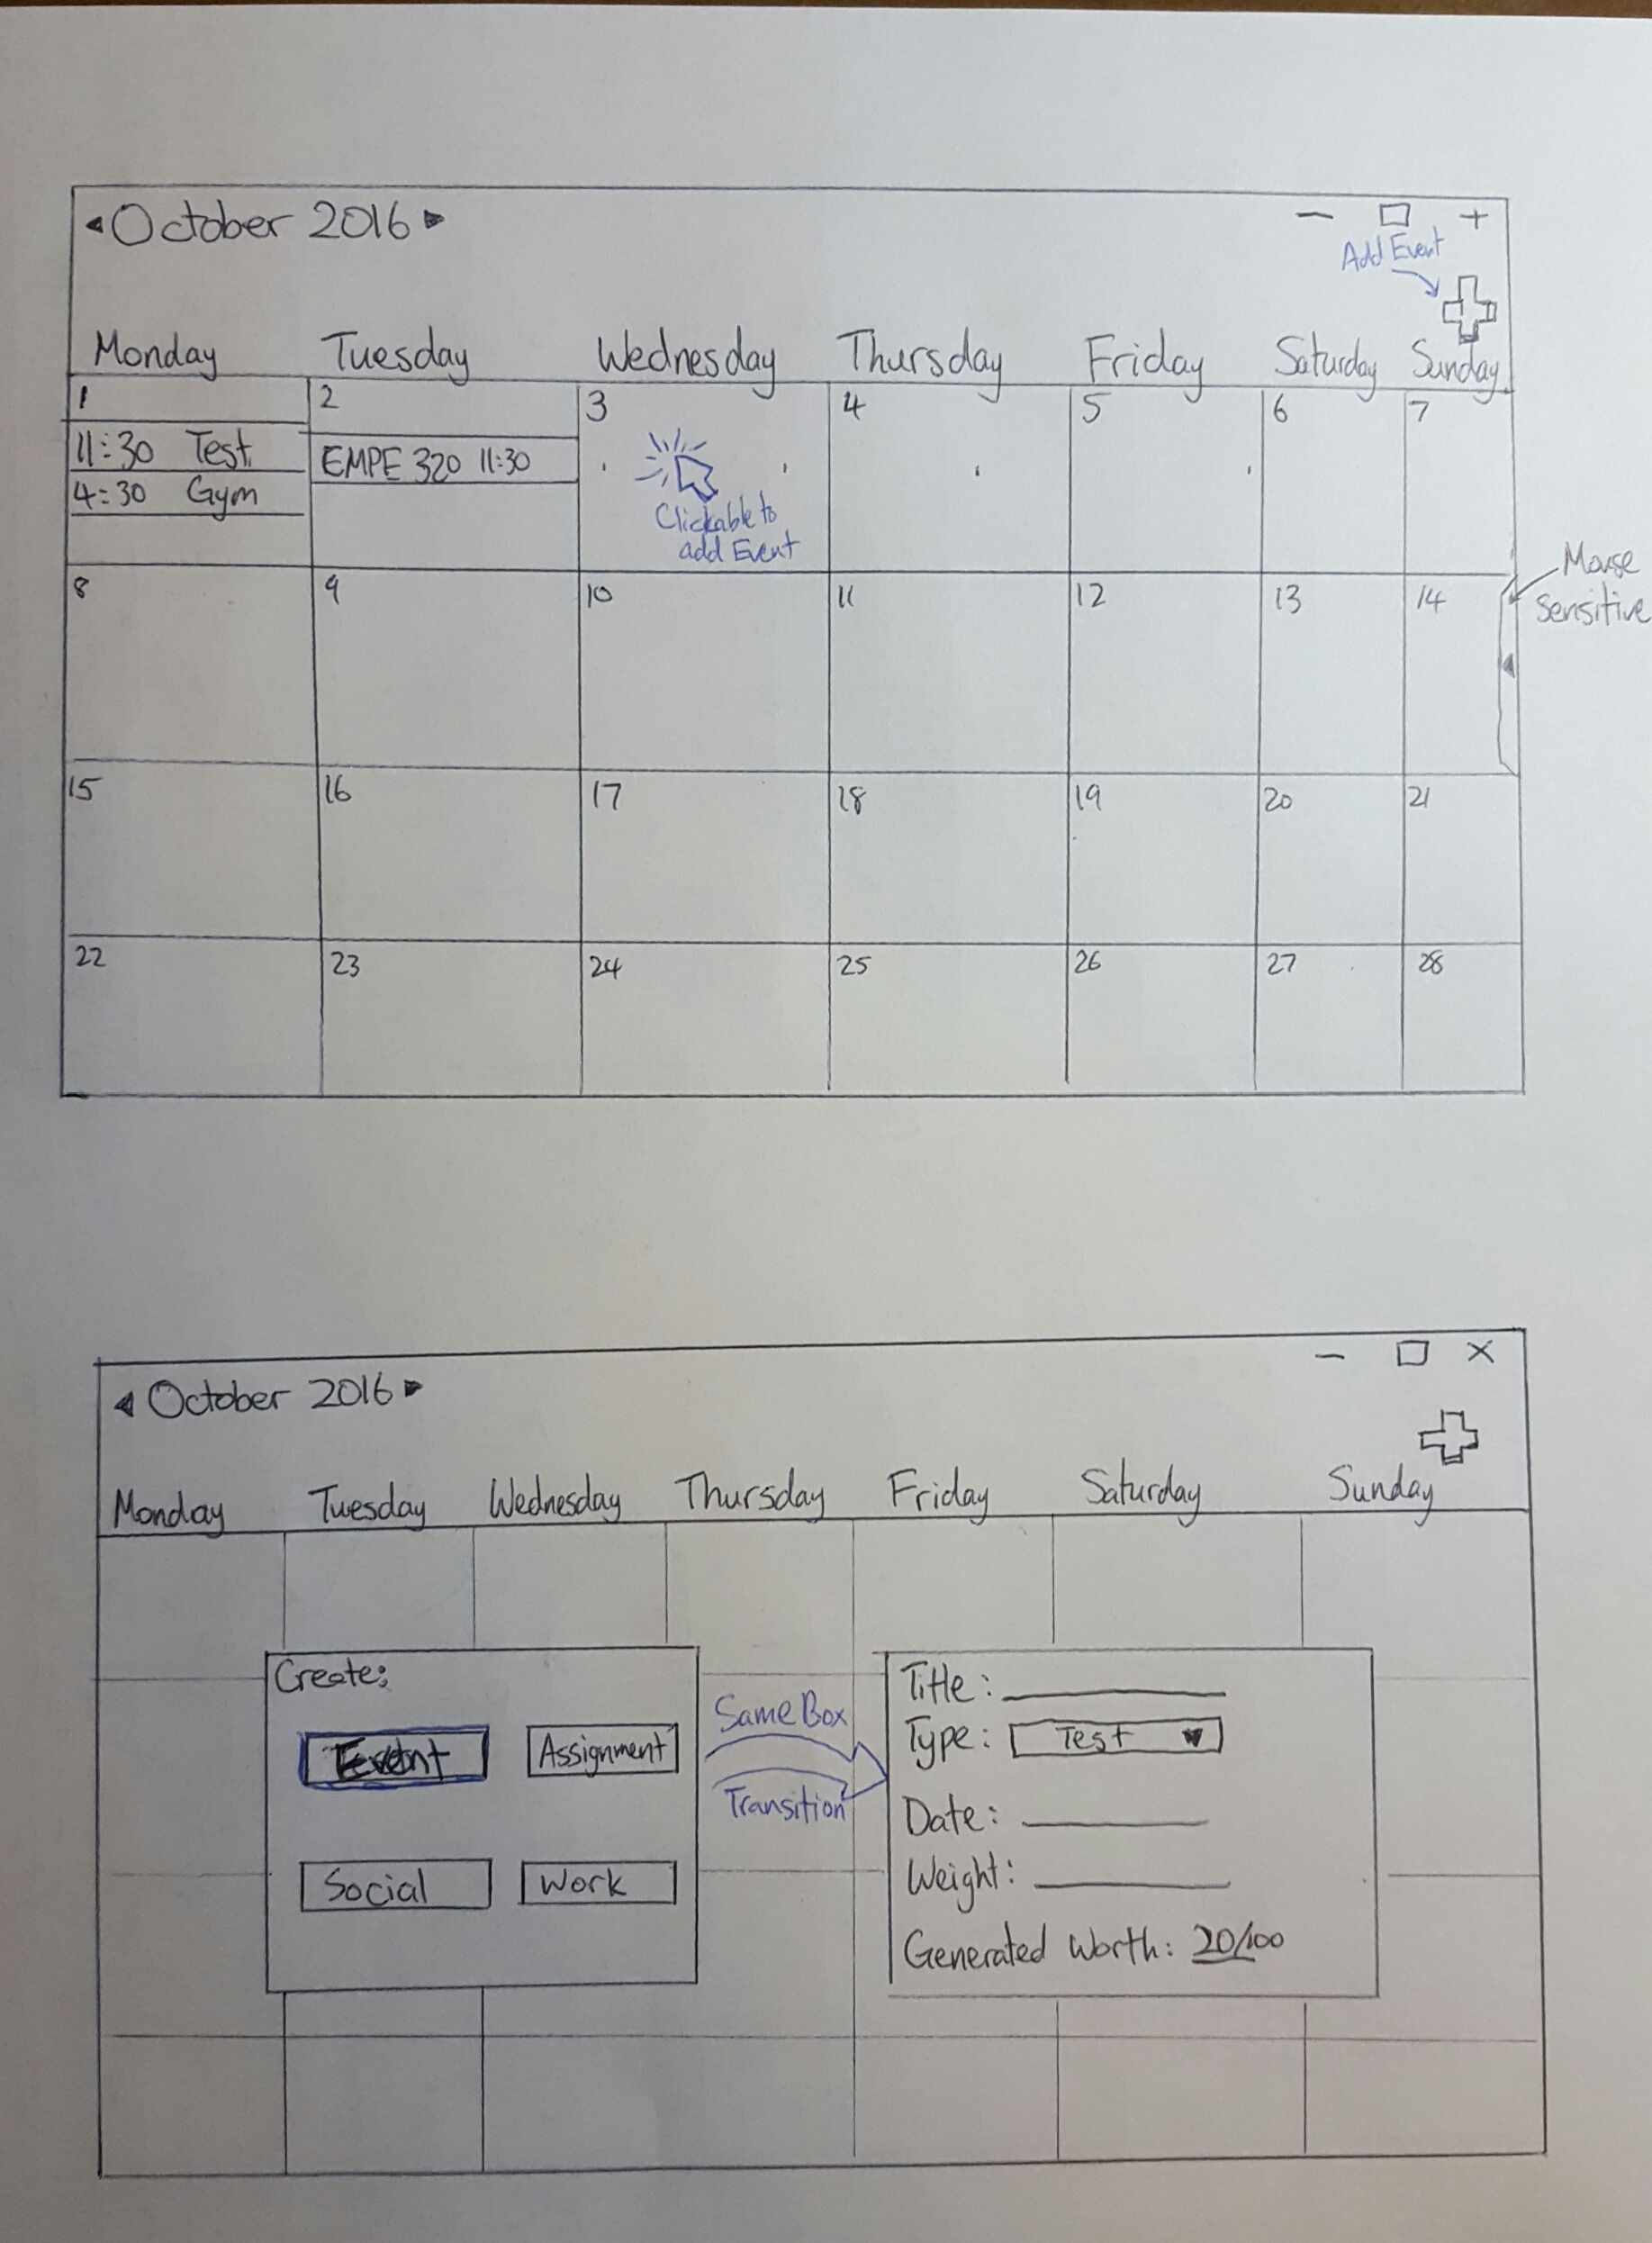 October 2016
Add Event
Monday Tuesday Wednesday Thursday Friday Saturday Sunday
1 2 3 4 5 6 7
11:30 Test
4:30 Gym
EMPE 320 11:30
Clickable to
add Event
Mouse
Sensitive
8 9 10 11 12 13 14
15 16 17 18 19 20 21
22 23 24 25 26 27 28
October 2016
Monday Tuesday Wednesday Thursday Friday Saturday Sunday
Create:
Event Assignment
Social Work
Same Box
Transition
Title:
Type: Test
Date:
Weight:
Generated Worth: 20/100